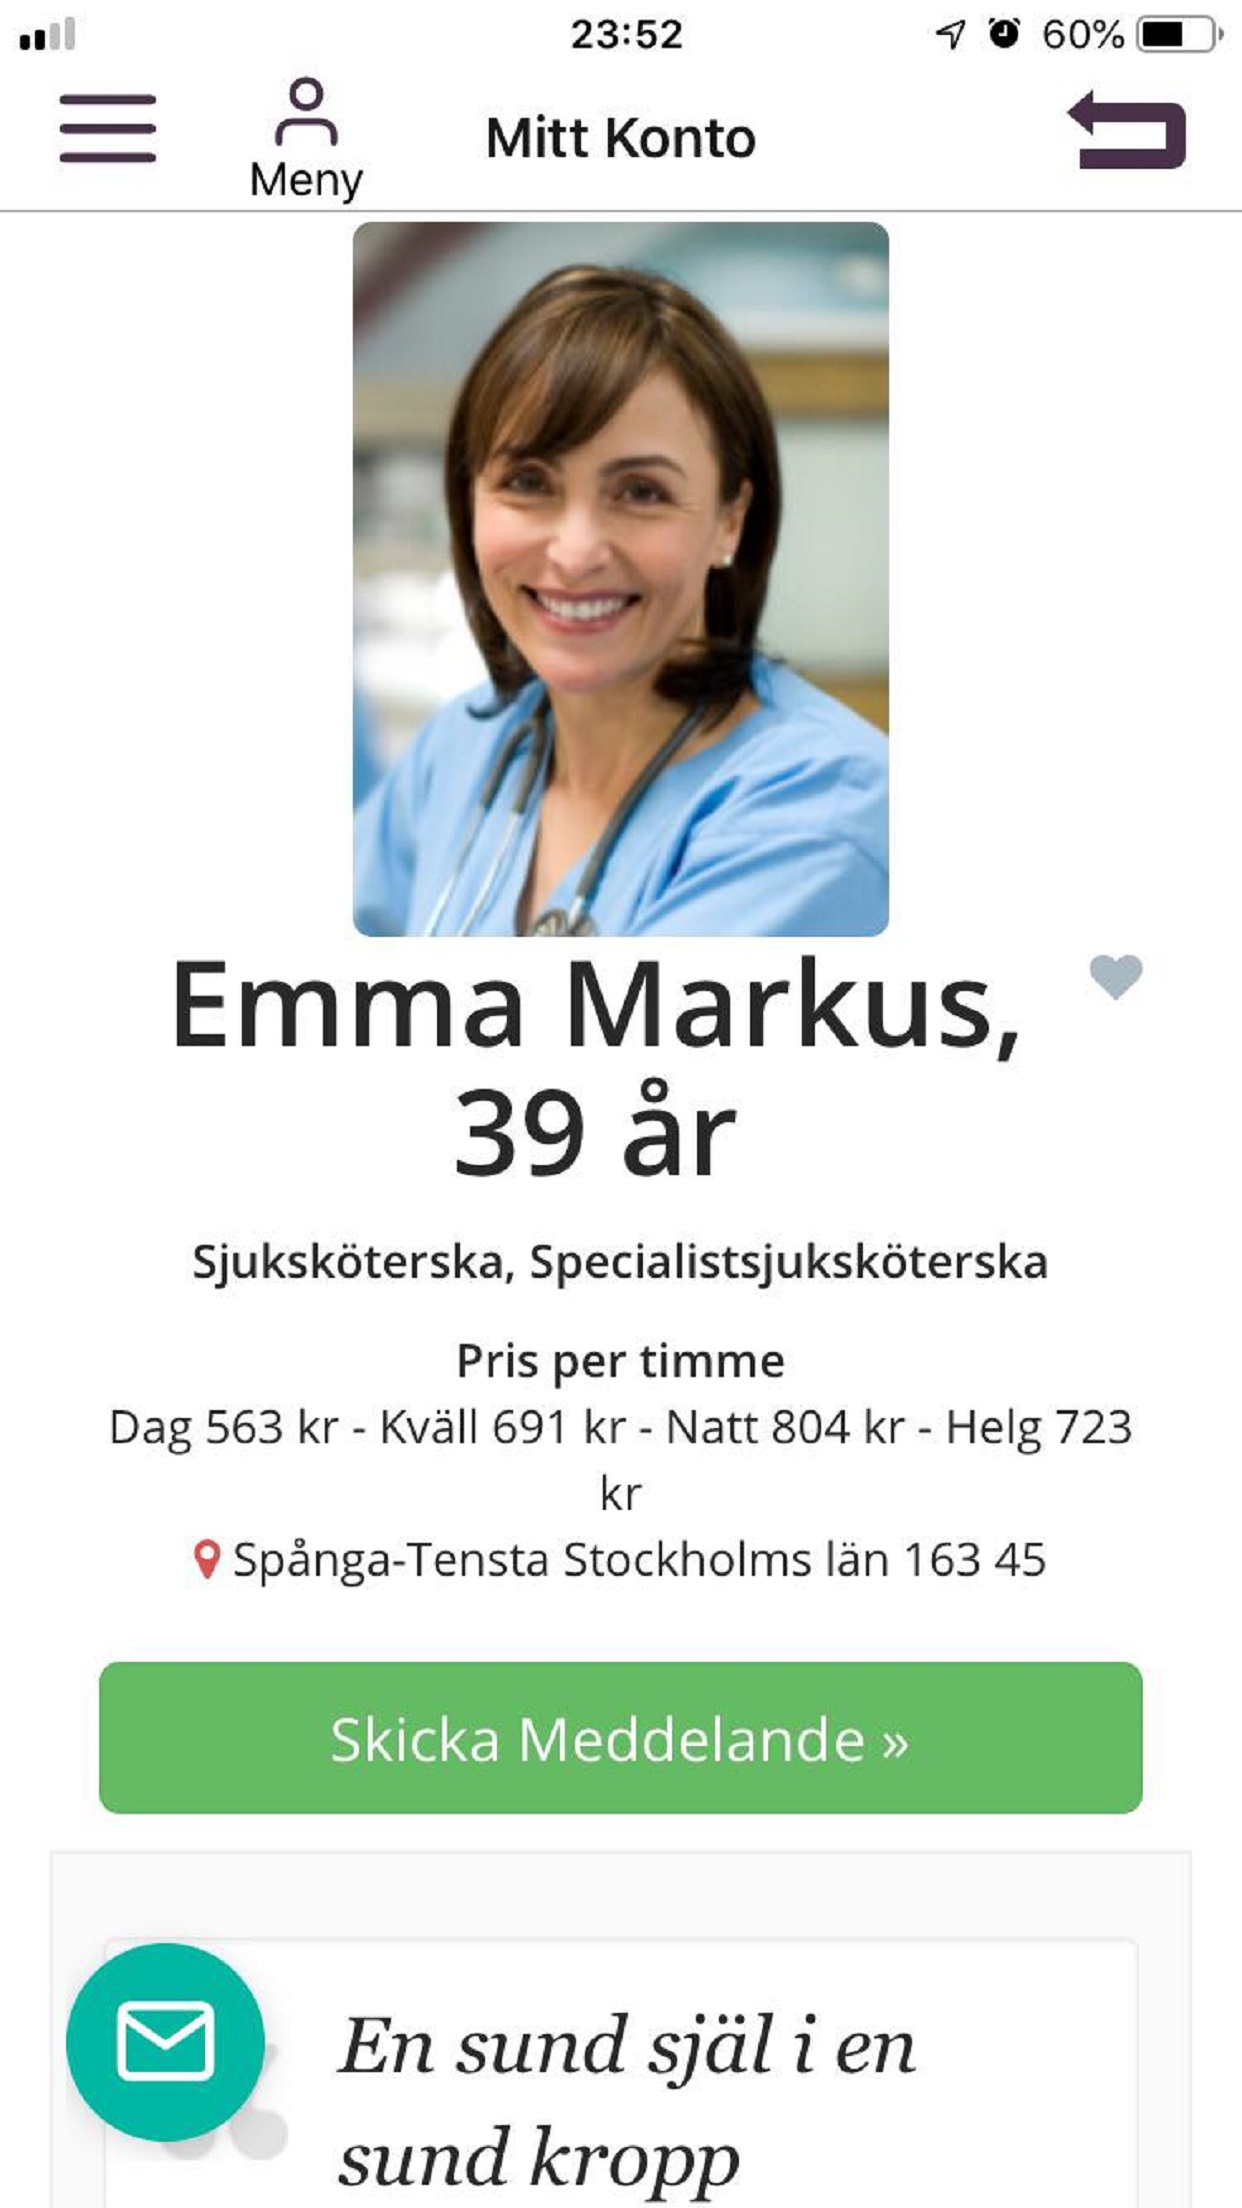 23:52
60%
Mitt Konto
Meny
Emma Markus,
39 år
Sjuksköterska, Specialistsjuksköterska
Pris per timme
Dag 563 kr - Kväll 691 kr - Natt 804 kr - Helg 723
kr
Spånga-Tensta Stockholms län 163 45
Skicka Meddelande »
En sund själ i en
sund kropp